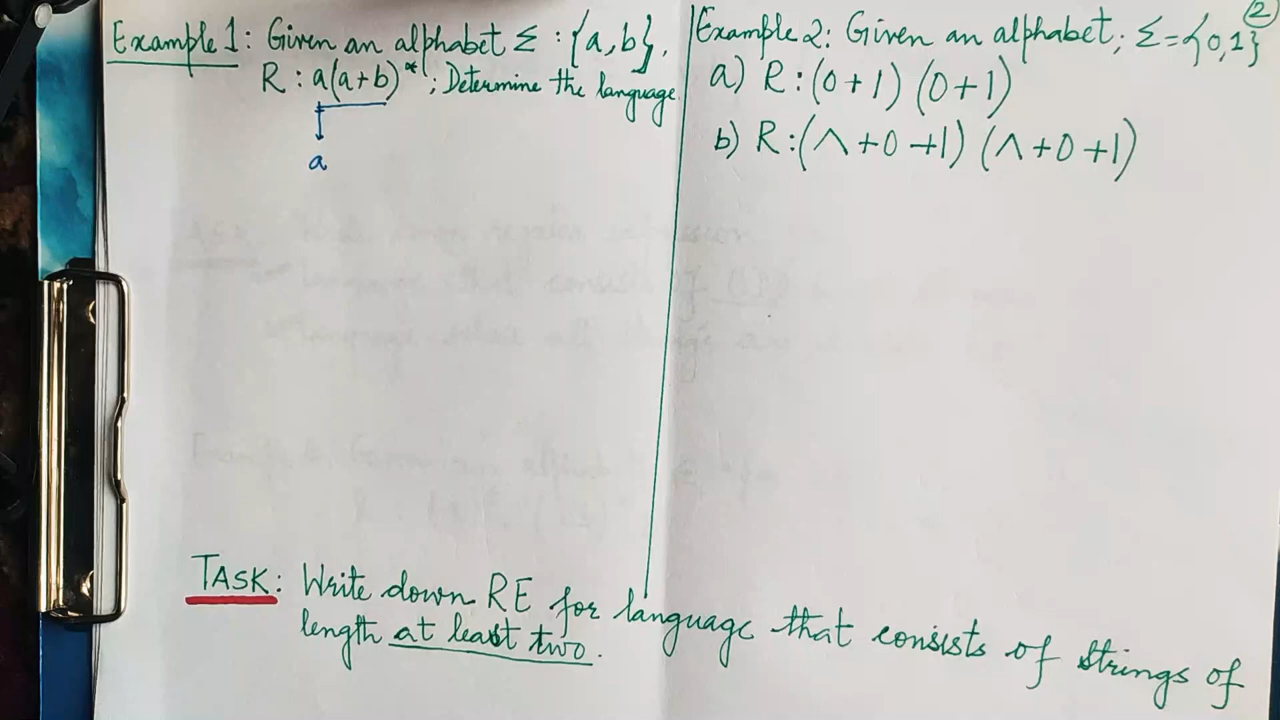 Example 1: Given an alphabet Σ : {a,b},
R : a(a+b)* ; Determine the language
a
②
Example 2: Given an alphabet; Σ={0,1}
a) R:(0+1) (0+1)
b) R:(Λ+0+1) (Λ+0+1)
TASK: Write down RE for language that consists of strings of
length at least two.